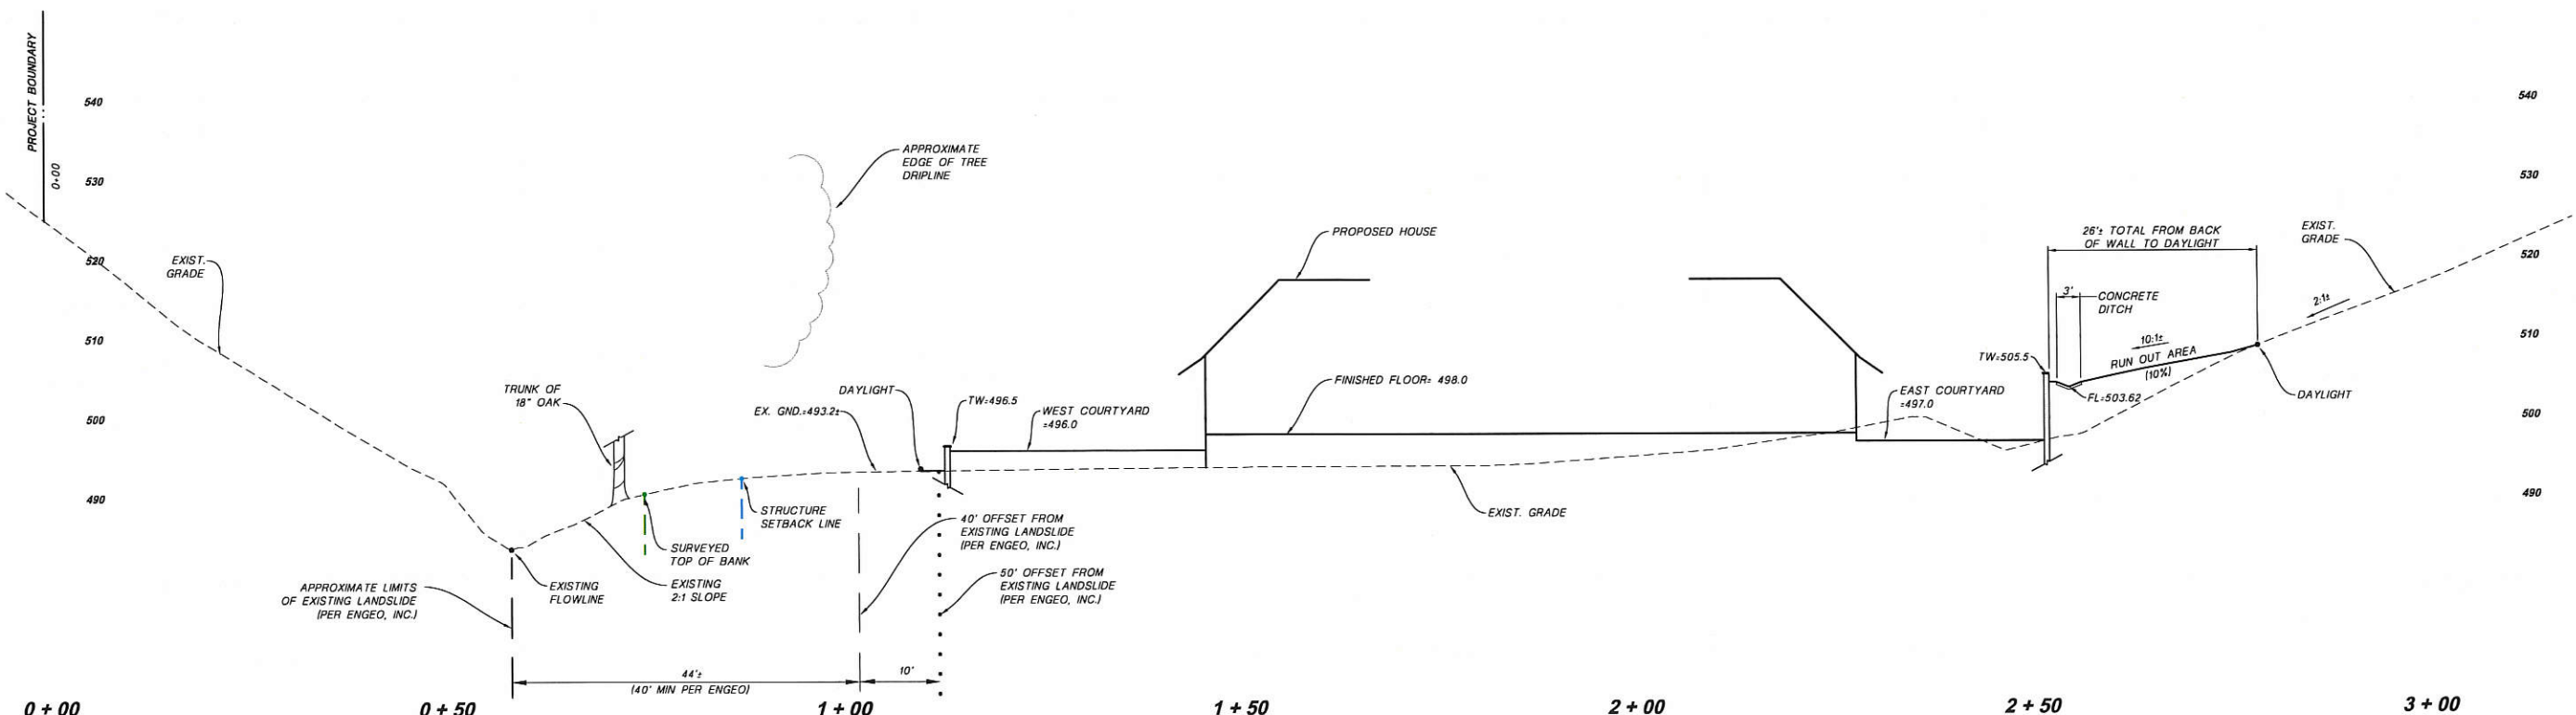 PROJECT BOUNDARY
0+00
540
530
520
510
500
490
EXIST.
GRADE
APPROXIMATE
EDGE OF TREE
DRIPLINE
TRUNK OF
18" OAK
DAYLIGHT
EX. GND.=493.2±
TW=496.5
WEST COURTYARD
=496.0
PROPOSED HOUSE
FINISHED FLOOR= 498.0
EAST COURTYARD
=497.0
TW=505.5
26'± TOTAL FROM BACK
OF WALL TO DAYLIGHT
3'
CONCRETE
DITCH
10:1±
RUN OUT AREA
(10%)
FL=503.62
2:1±
EXIST.
GRADE
DAYLIGHT
540
530
520
510
500
490
STRUCTURE
SETBACK LINE
SURVEYED
TOP OF BANK
EXISTING
2:1 SLOPE
EXISTING
FLOWLINE
APPROXIMATE LIMITS
OF EXISTING LANDSLIDE
(PER ENGEO, INC.)
40' OFFSET FROM
EXISTING LANDSLIDE
(PER ENGEO, INC.)
50' OFFSET FROM
EXISTING LANDSLIDE
(PER ENGEO, INC.)
EXIST. GRADE
44'±
(40' MIN PER ENGEO)
10'
0 + 00
0 + 50
1 + 00
1 + 50
2 + 00
2 + 50
3 + 00